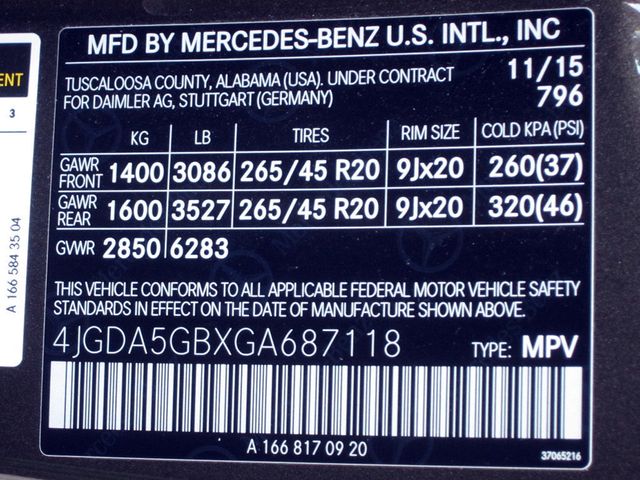 MFD BY MERCEDES-BENZ U.S. INTL., INC
TUSCALOOSA COUNTY, ALABAMA (USA). UNDER CONTRACT 11/15
FOR DAIMLER AG, STUTTGART (GERMANY) 796
KG LB TIRES RIM SIZE COLD KPA (PSI)
GAWR FRONT 1400 3086 265/45 R20 9Jx20 260(37)
GAWR REAR 1600 3527 265/45 R20 9Jx20 320(46)
GVWR 2850 6283
THIS VEHICLE CONFORMS TO ALL APPLICABLE FEDERAL MOTOR VEHICLE SAFETY
STANDARDS IN EFFECT ON THE DATE OF MANUFACTURE SHOWN ABOVE.
4JGDA5GBXGA687118 TYPE: MPV
A 166 817 09 20
37065216
ENT
3
A 166 584 35 04